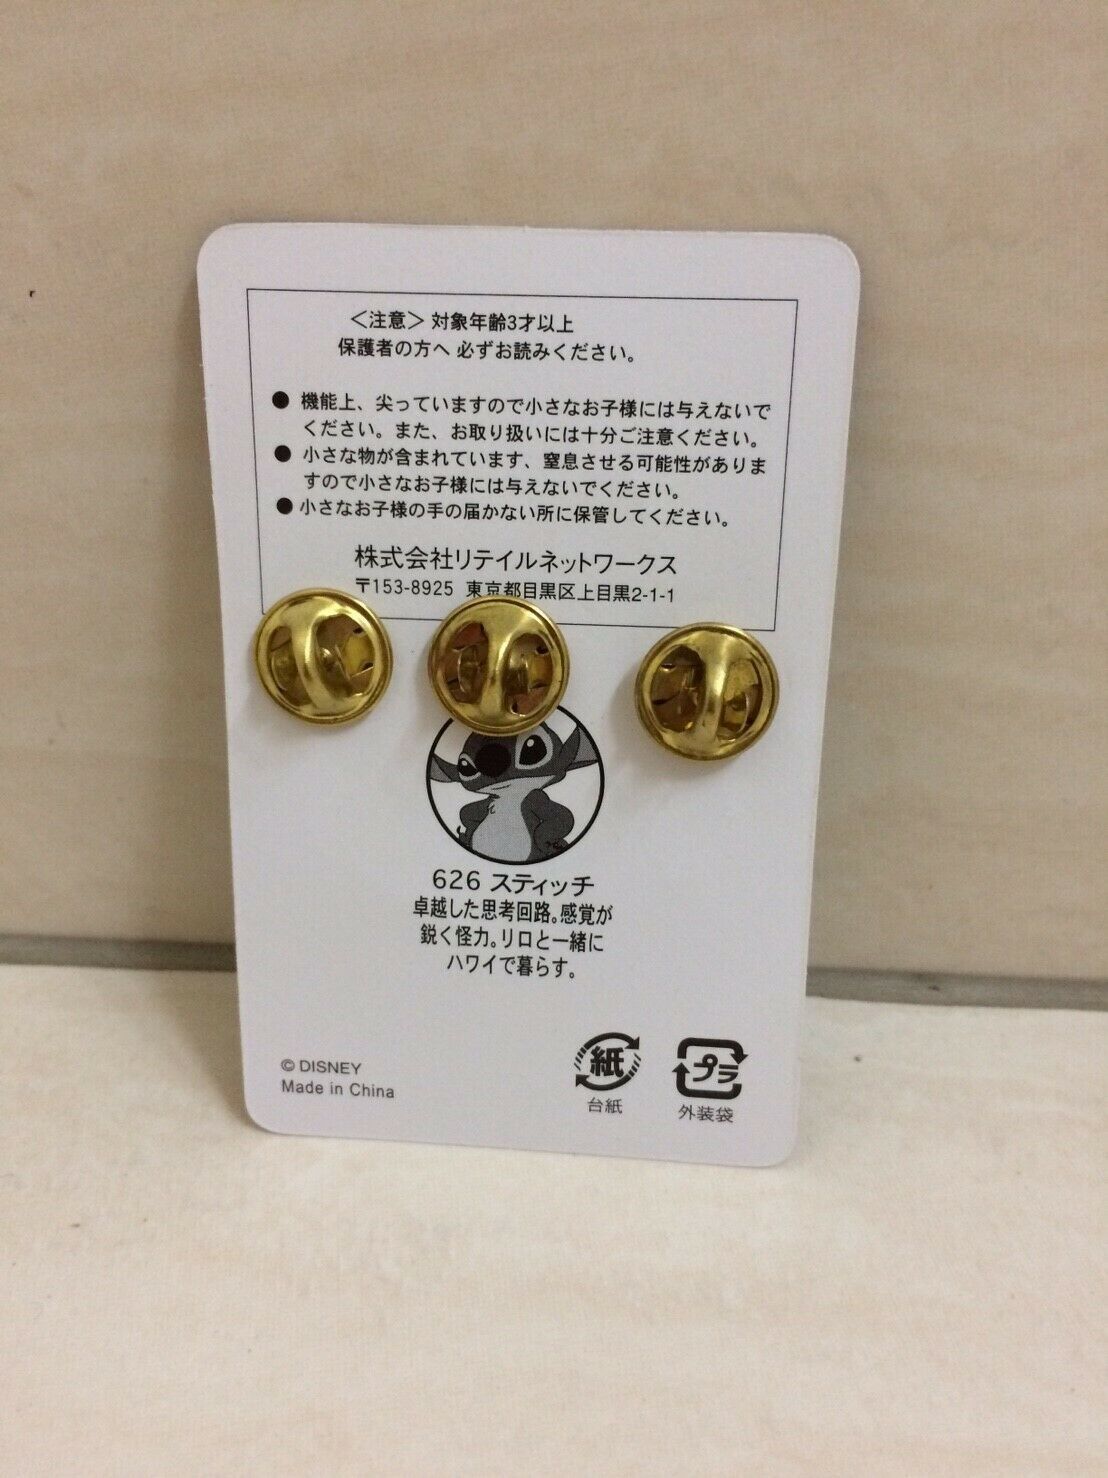 ＜注意＞対象年齢3才以上
保護者の方へ 必ずお読みください。
● 機能上、尖っていますので小さなお子様には与えないで
ください。また、お取り扱いには十分ご注意ください。
● 小さな物が含まれています、窒息させる可能性がありま
すので小さなお子様には与えないでください。
● 小さなお子様の手の届かない所に保管してください。
株式会社リテイルネットワークス
〒153-8925 東京都目黒区上目黒2-1-1
626 スティッチ
卓越した思考回路。感覚が
鋭く怪力。リロと一緒に
ハワイで暮らす。
© DISNEY
Made in China
紙
台紙
プラ
外装袋